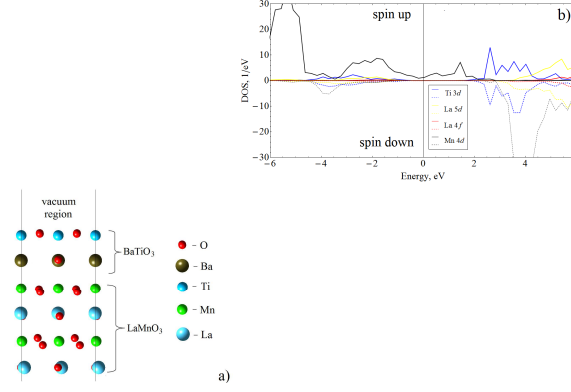 30
20
10
0
−10
−20
−30
DOS, 1/eV
spin up
b)
spin down
Ti 3d
La 5d
La 4f
Mn 4d
−6
−4
−2
0
2
4
Energy, eV
vacuum
region
BaTiO3
LaMnO3
– O
– Ba
– Ti
– Mn
– La
a)